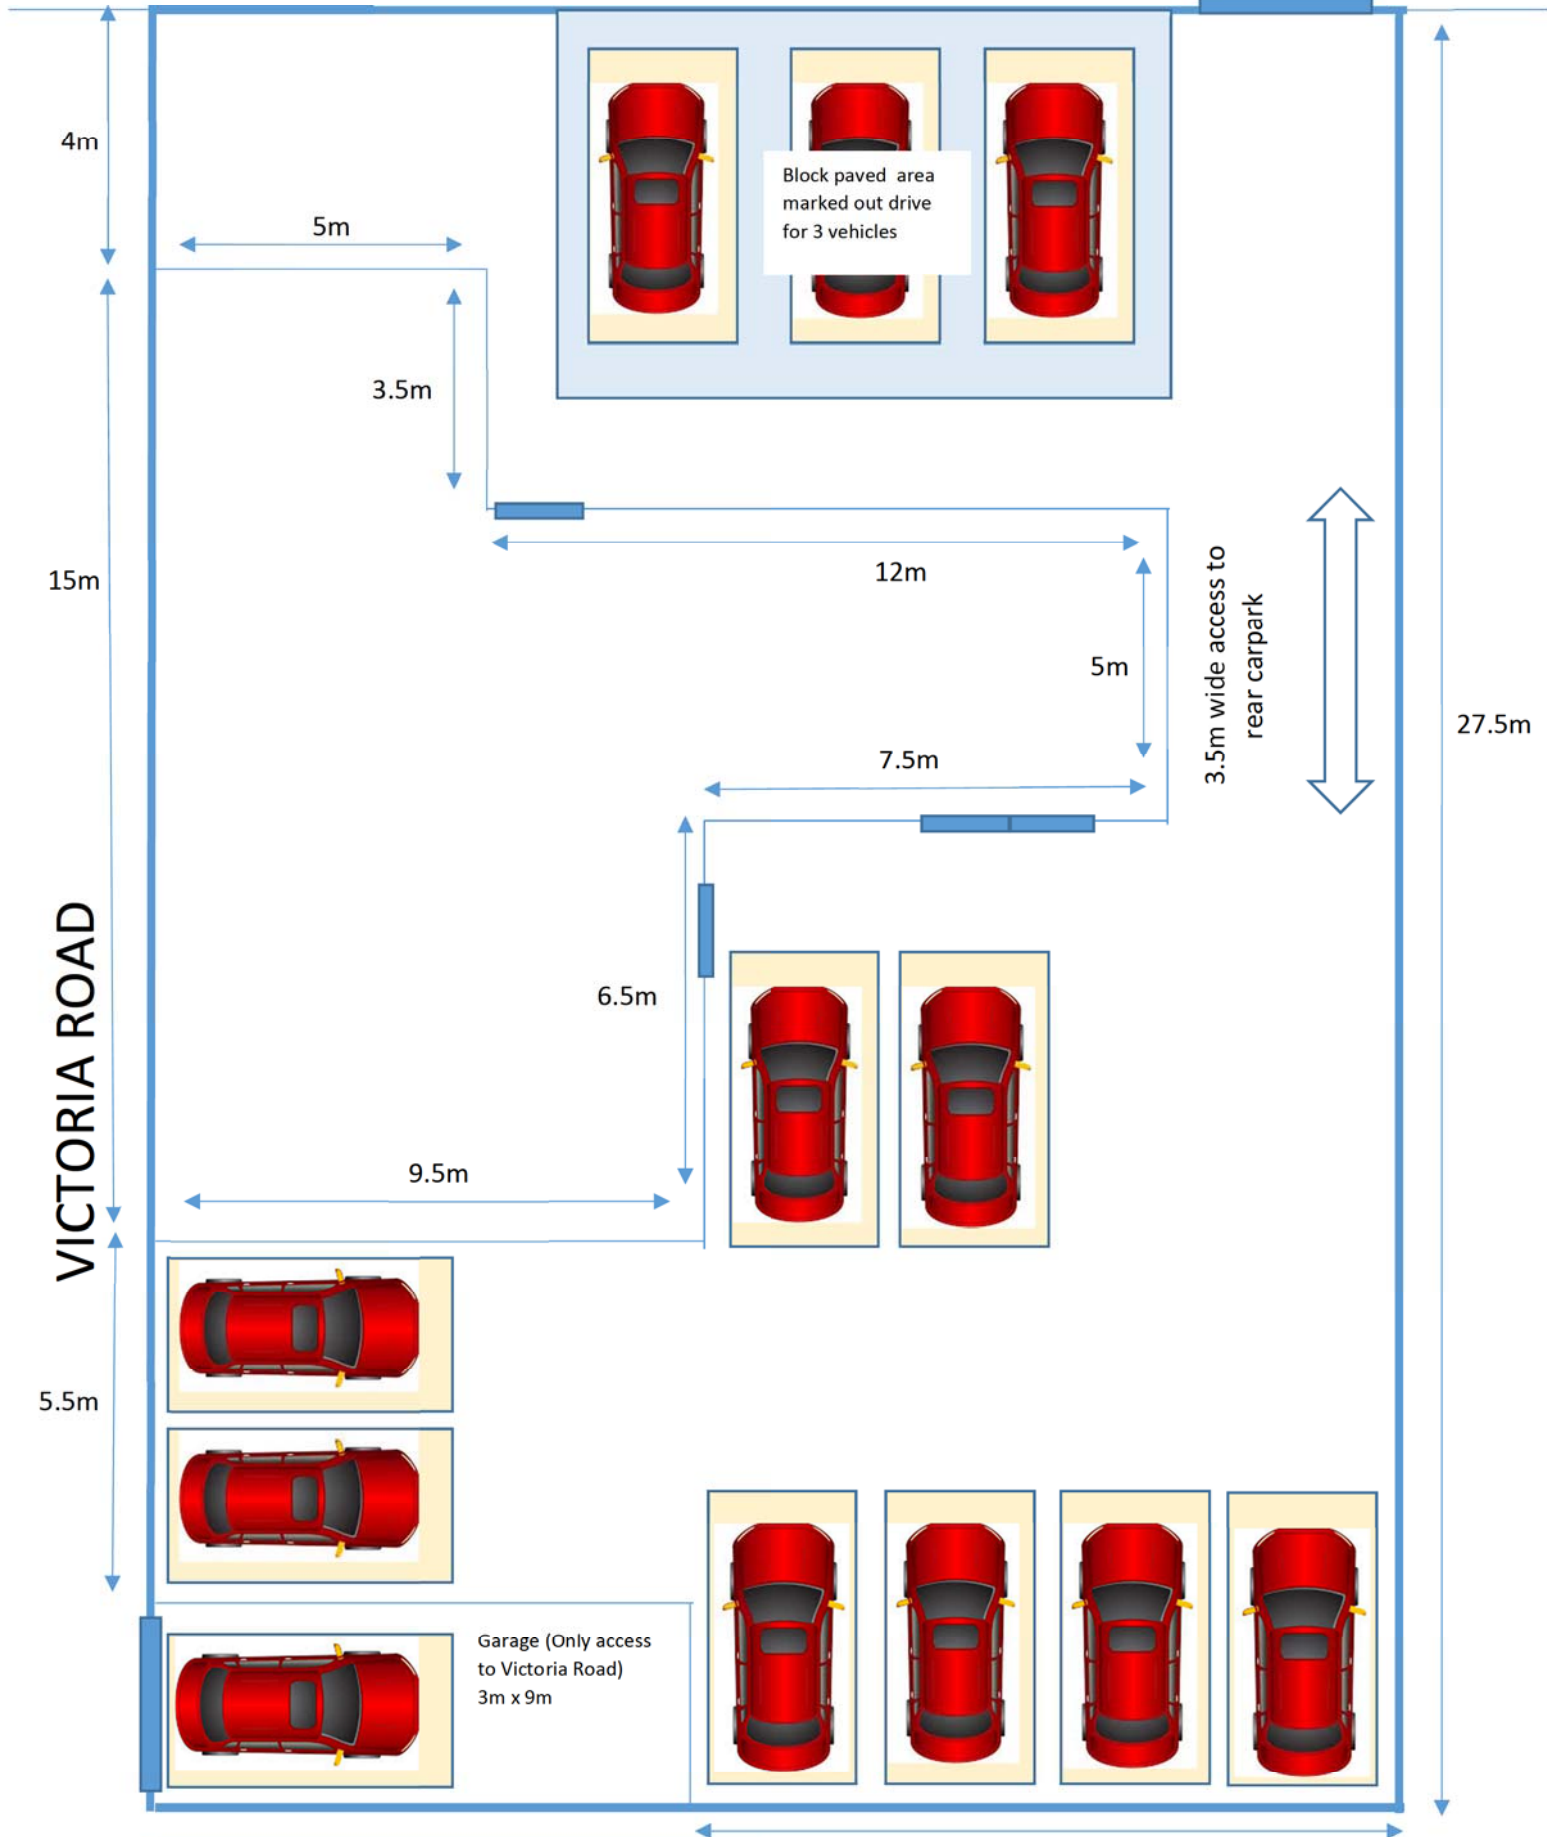 4m
5m
Block paved area
marked out drive
for 3 vehicles
3.5m
12m
15m
3.5m wide access to
rear carpark
5m
27.5m
7.5m
VICTORIA ROAD
6.5m
9.5m
5.5m
Garage (Only access
to Victoria Road)
3m x 9m